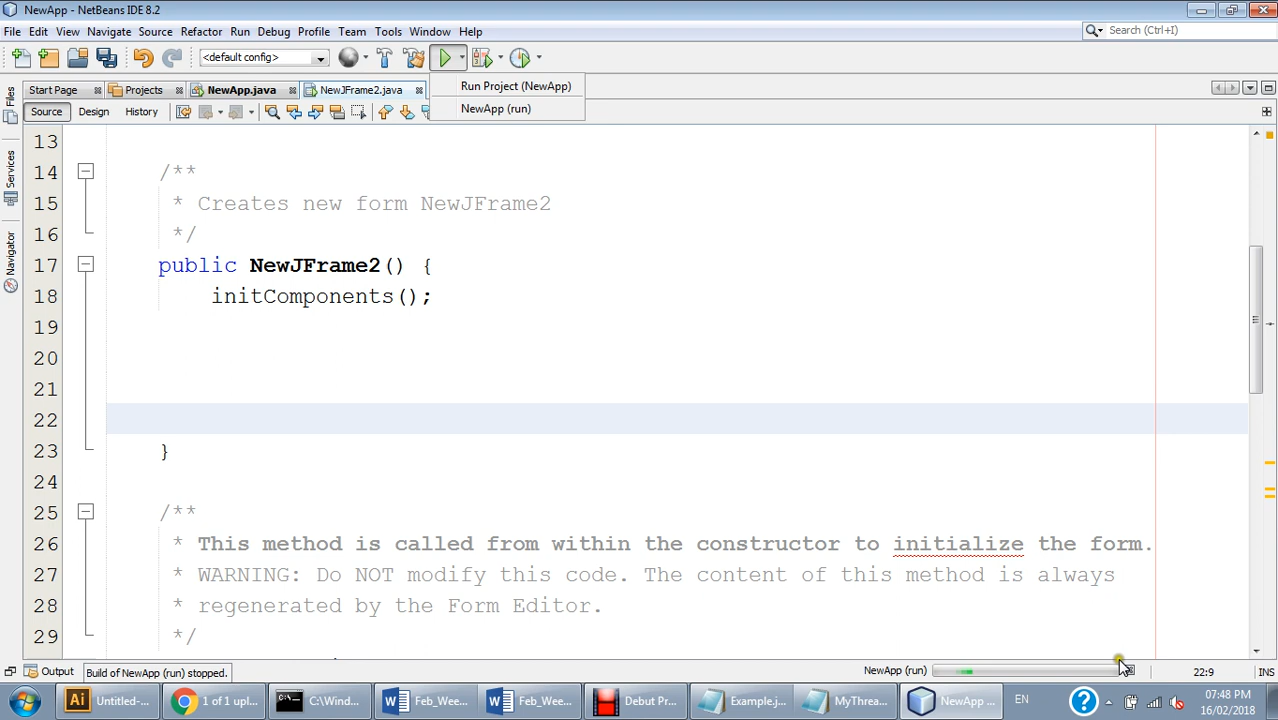 NewApp - NetBeans IDE 8.2
File Edit View Navigate Source Refactor Run Debug Profile Team Tools Window Help
Search (Ctrl+I)
<default config>
Run Project (NewApp)
NewApp (run)
Start Page Projects NewApp.java NewJFrame2.java
Source Design History
Files
Services
Navigator
13
14 /**
15 * Creates new form NewJFrame2
16 */
17 public NewJFrame2() {
18 initComponents();
19
20
21
22
23 }
24
25 /**
26 * This method is called from within the constructor to initialize the form.
27 * WARNING: Do NOT modify this code. The content of this method is always
28 * regenerated by the Form Editor.
29 */
Output Build of NewApp (run) stopped. NewApp (run) 22:9 INS
Untitled-... 1 of 1 upl... C:\Wind... Feb_Wee... Feb_Wee... Debut Pr... Example.j... MyThrea... NewApp ... EN 07:48 PM
16/02/2018